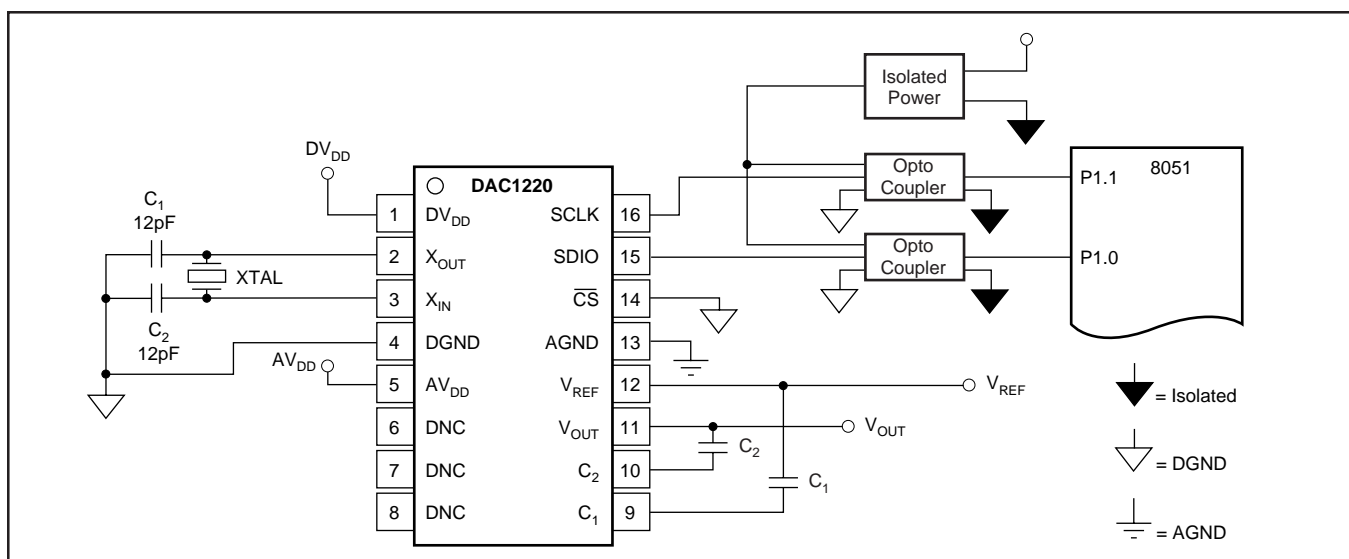 Isolated
Power
DV_DD
DAC1220
Opto
Coupler
8051
C_1
12pF
1
DV_DD
SCLK
16
P1.1
2
X_OUT
SDIO
15
Opto
Coupler
P1.0
XTAL
3
X_IN
C̅S̅
14
C_2
12pF
4
DGND
AGND
13
AV_DD
5
AV_DD
V_REF
12
V_REF
= Isolated
6
DNC
V_OUT
11
V_OUT
7
DNC
C_2
10
C_2
= DGND
8
DNC
C_1
9
C_1
= AGND